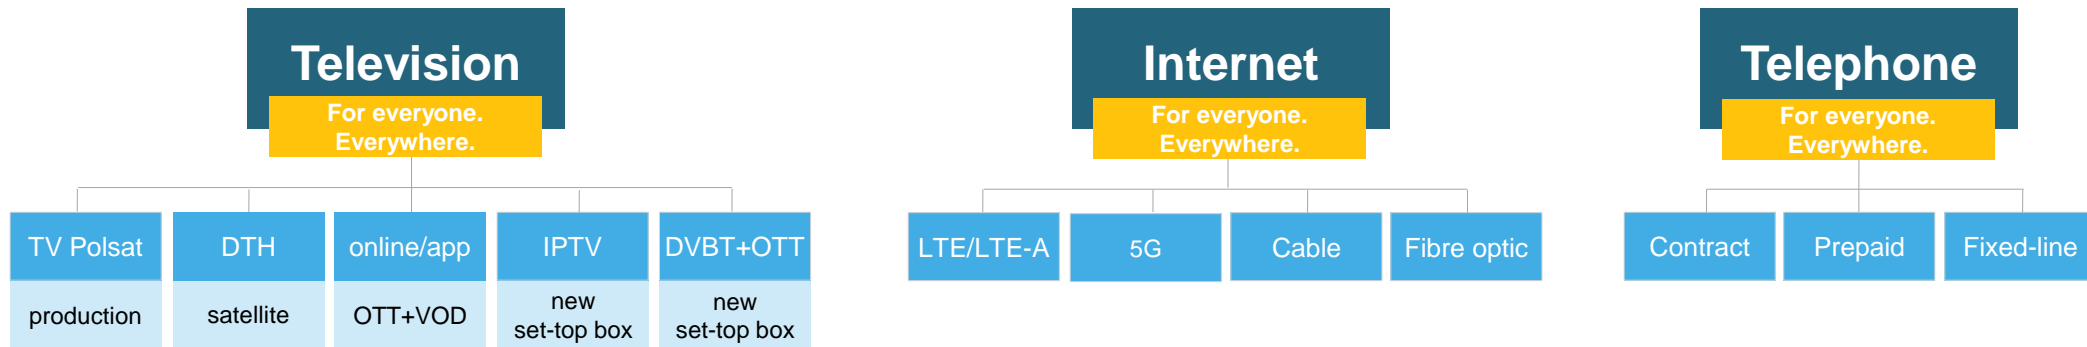 Television
For everyone.
Everywhere.
TV Polsat
production
DTH
satellite
online/app
OTT+VOD
IPTV
new
set-top box
DVBT+OTT
new
set-top box
Internet
For everyone.
Everywhere.
LTE/LTE-A
5G
Cable
Fibre optic
Telephone
For everyone.
Everywhere.
Contract
Prepaid
Fixed-line